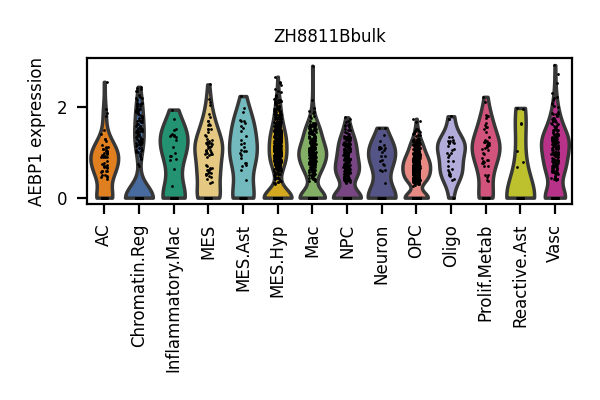 ZH8811Bbulk
AEBP1 expression
2
0
AC
Chromatin.Reg
Inflammatory.Mac
MES
MES.Ast
MES.Hyp
Mac
NPC
Neuron
OPC
Oligo
Prolif.Metab
Reactive.Ast
Vasc